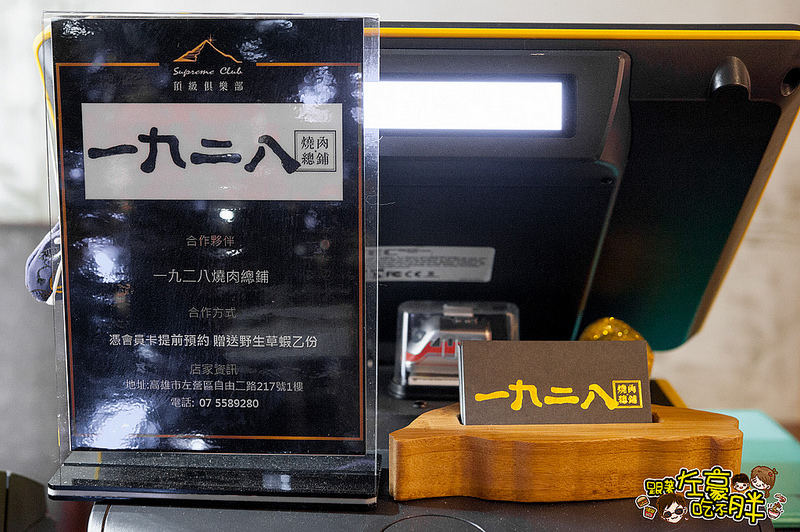 Supreme Club
頂級俱樂部
一九二八 燒肉總鋪
合作夥伴
一九二八燒肉總鋪
合作方式
憑會員卡提前預約 贈送野生草蝦乙份
店家資訊
地址:高雄市左營區自由二路217號1樓
電話: 07 5589280
一九二八 燒肉總鋪
跟著左豪
吃不胖